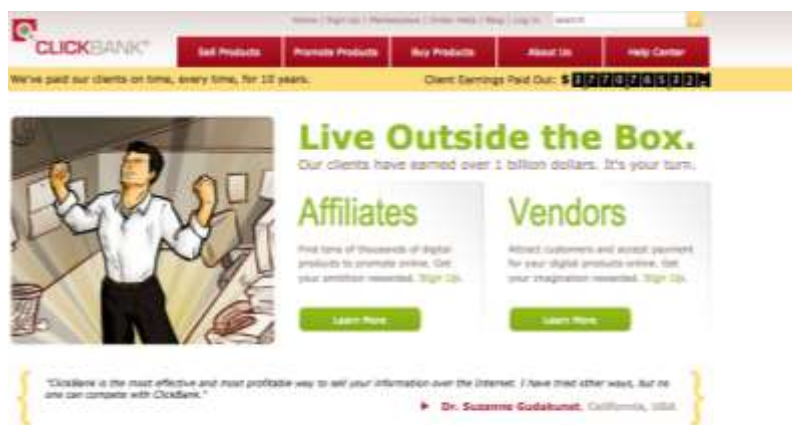 Home | Sign Up | Marketplace | Order Help | Blog | Log In search
CLICKBANK®
Sell Products Promote Products Buy Products About Us Help Center
We've paid our clients on time, every time, for 10 years. Client Earnings Paid Out: $
Live Outside the Box.
Our clients have earned over 1 billion dollars. It's your turn.
Affiliates
Find tens of thousands of digital
products to promote online. Get
your ambition rewarded. Sign Up.
Learn More
Vendors
Attract customers and accept payment
for your digital products online. Get
your imagination rewarded. Sign Up.
Learn More
"ClickBank is the most effective and most profitable way to sell your information over the Internet. I have tried other ways, but no
one can compete with ClickBank."
Dr. Suzanne Gudakunst, California, USA